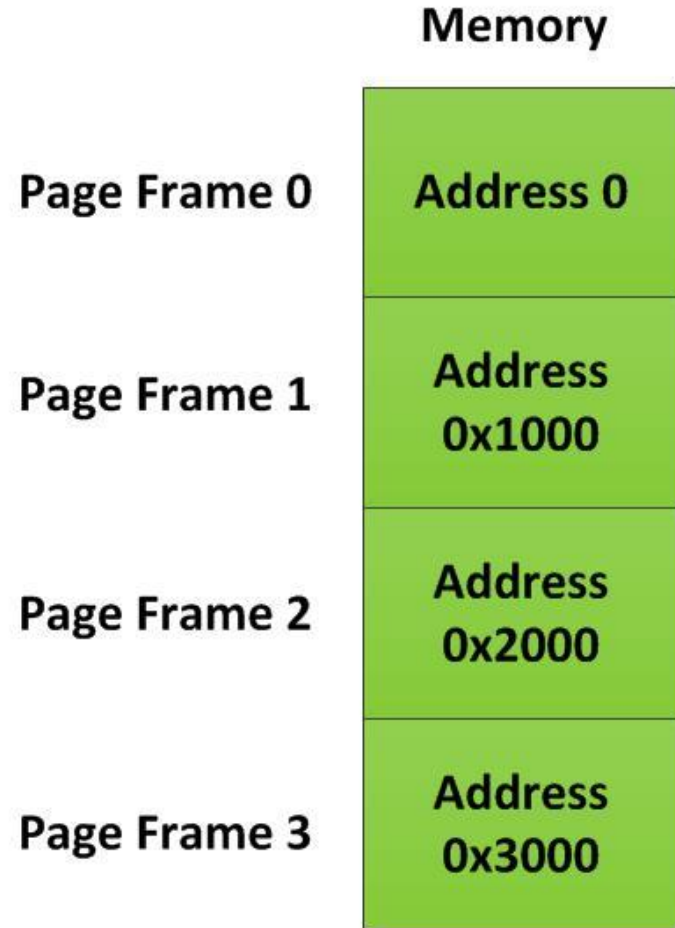 Memory
Page Frame 0
Address 0
Page Frame 1
Address
0x1000
Page Frame 2
Address
0x2000
Page Frame 3
Address
0x3000